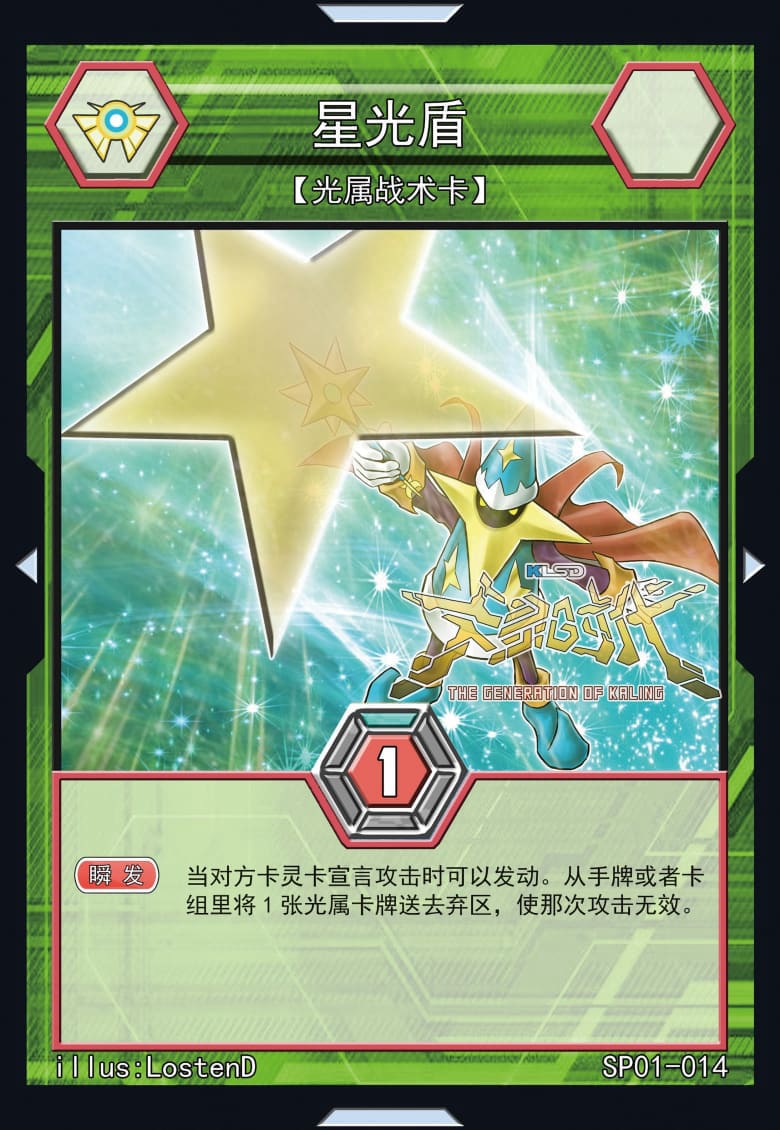 星光盾
【光属战术卡】
KLSD
卡灵时代
THE GENERATION OF KALING
1
瞬发
当对方卡灵卡宣言攻击时可以发动。从手牌或者卡
组里将1张光属卡牌送去弃区，使那次攻击无效。
illus:LostenD
SP01-014